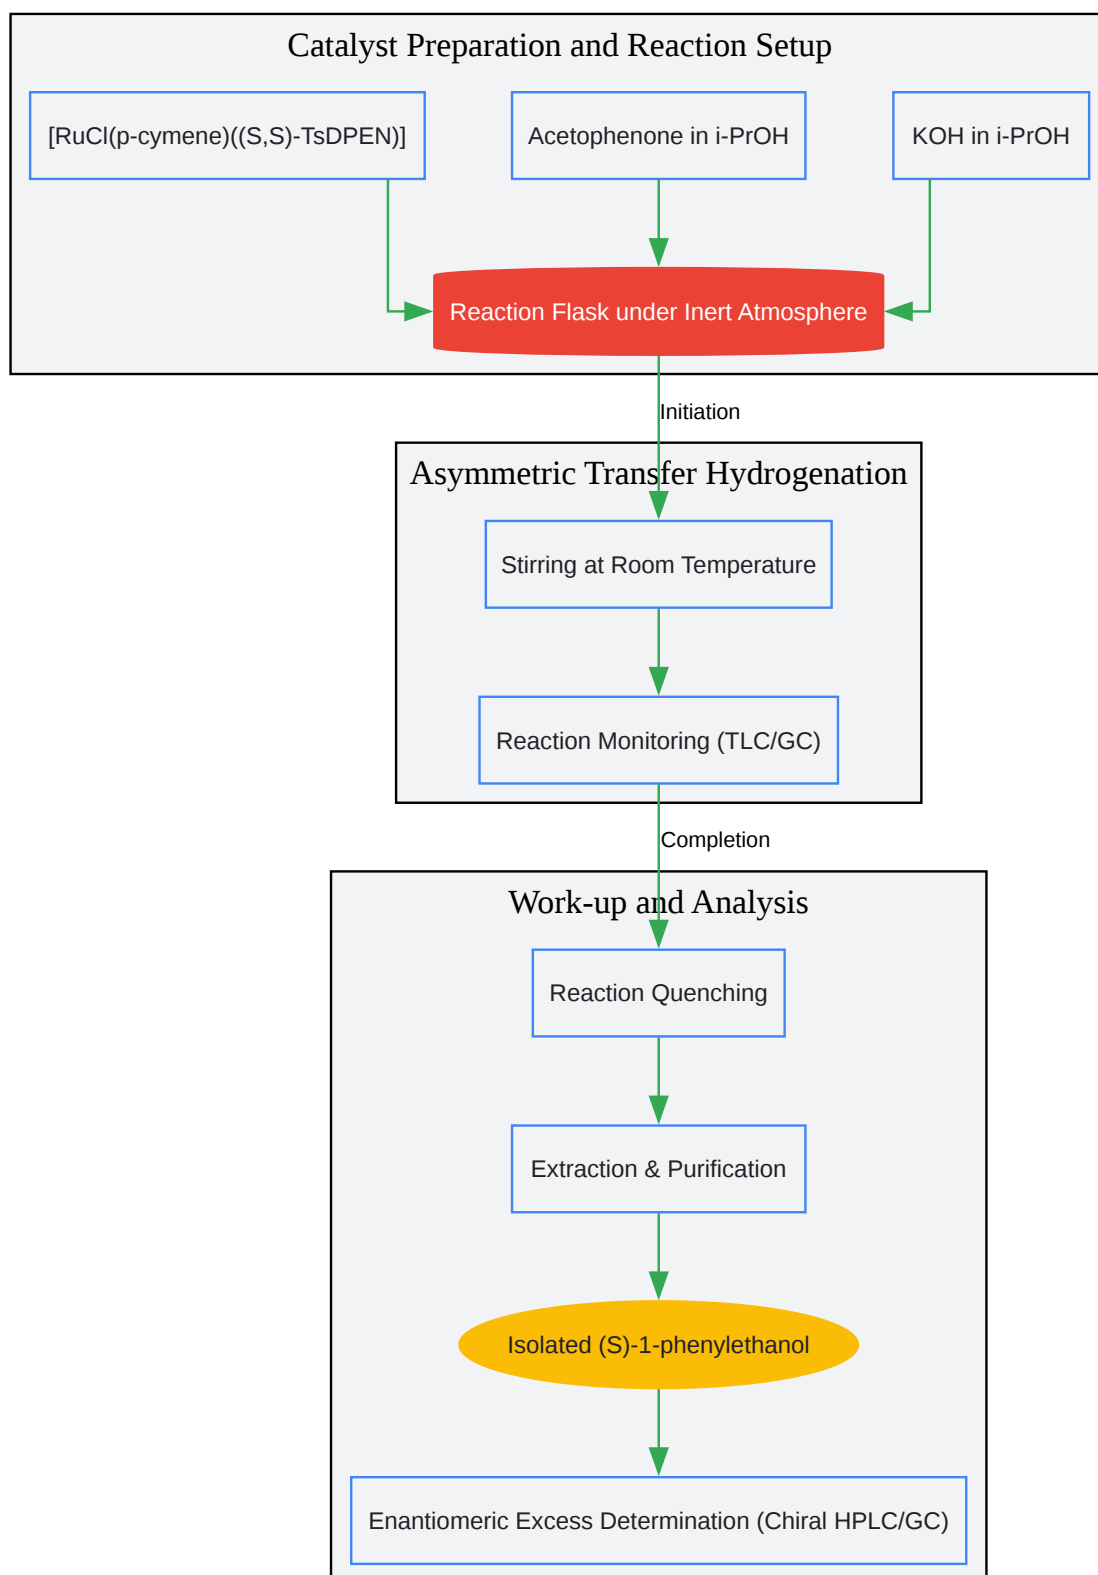 Catalyst Preparation and Reaction Setup
[RuCl(p-cymene)((S,S)-TsDPEN)]
Acetophenone in i-PrOH
KOH in i-PrOH
Reaction Flask under Inert Atmosphere
Initiation
Asymmetric Transfer Hydrogenation
Stirring at Room Temperature
Reaction Monitoring (TLC/GC)
Completion
Work-up and Analysis
Reaction Quenching
Extraction & Purification
Isolated (S)-1-phenylethanol
Enantiomeric Excess Determination (Chiral HPLC/GC)